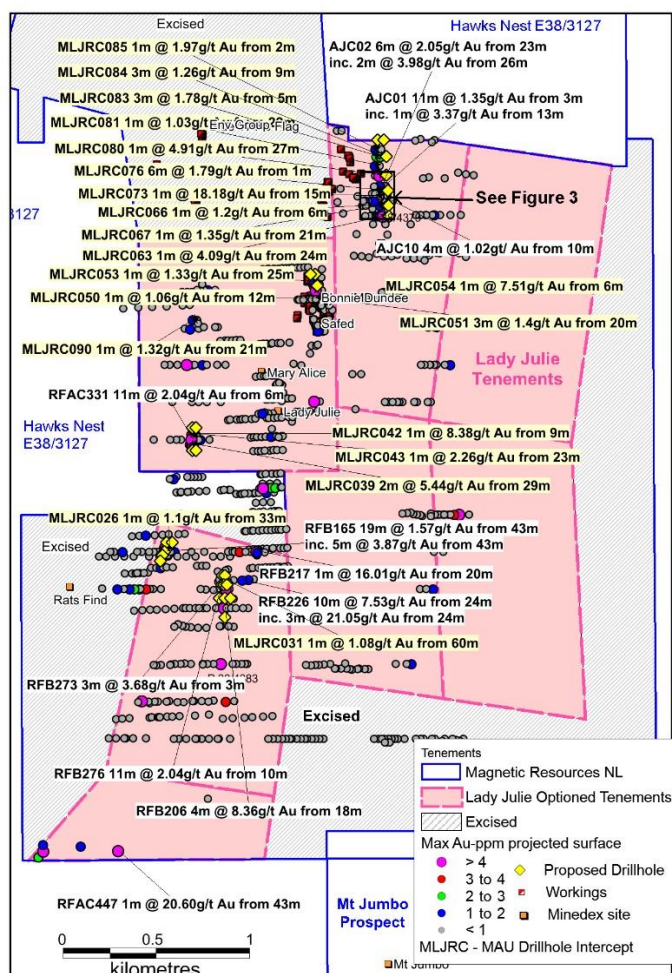 Excised
Hawks Nest E38/3127
MLJRC085 1m @ 1.97g/t Au from 2m
MLJRC084 3m @ 1.26g/t Au from 9m
MLJRC083 3m @ 1.78g/t Au from 5m
MLJRC081 1m @ 1.03g/t Au from
Env Group Flag
MLJRC080 1m @ 4.91g/t Au from 27m
MLJRC076 6m @ 1.79g/t Au from 1m
MLJRC073 1m @ 18.18g/t Au from 15m
MLJRC066 1m @ 1.2g/t Au from 6m
MLJRC067 1m @ 1.35g/t Au from 21m
MLJRC063 1m @ 4.09g/t Au from 24m
MLJRC053 1m @ 1.33g/t Au from 25m
MLJRC050 1m @ 1.06g/t Au from 12m
AJC02 6m @ 2.05g/t Au from 23m
inc. 2m @ 3.98g/t Au from 26m
AJC01 11m @ 1.35g/t Au from 3m
inc. 1m @ 3.37g/t Au from 13m
See Figure 3
AJC10 4m @ 1.02gt/ Au from 10m
3127
MLJRC054 1m @ 7.51g/t Au from 6m
MLJRC051 3m @ 1.4g/t Au from 20m
Bonnie Dundee
Safed
MLJRC090 1m @ 1.32g/t Au from 21m
Lady Julie
Tenements
Mary Alice
RFAC331 11m @ 2.04g/t Au from 6m
Lady Julie
Hawks Nest
E38/3127
MLJRC042 1m @ 8.38g/t Au from 9m
MLJRC043 1m @ 2.26g/t Au from 23m
MLJRC039 2m @ 5.44g/t Au from 29m
MLJRC026 1m @ 1.1g/t Au from 33m
RFB165 19m @ 1.57g/t Au from 43m
inc. 5m @ 3.87g/t Au from 43m
Excised
RFB217 1m @ 16.01g/t Au from 20m
Rats Find
RFB226 10m @ 7.53g/t Au from 24m
inc. 3m @ 21.05g/t Au from 24m
MLJRC031 1m @ 1.08g/t Au from 60m
RFB273 3m @ 3.68g/t Au from 3m
Excised
RFB276 11m @ 2.04g/t Au from 10m
RFB206 4m @ 8.36g/t Au from 18m
RFAC447 1m @ 20.60g/t Au from 43m
0 0.5 1
kilometres
Mt Jumbo
Prospect
Mt Jumbo
Tenements
Magnetic Resources NL
Lady Julie Optioned Tenements
Excised
Max Au-ppm projected surface
> 4
3 to 4
2 to 3
1 to 2
< 1
Proposed Drillhole
Workings
Minedex site
MLJRC - MAU Drillhole Intercept